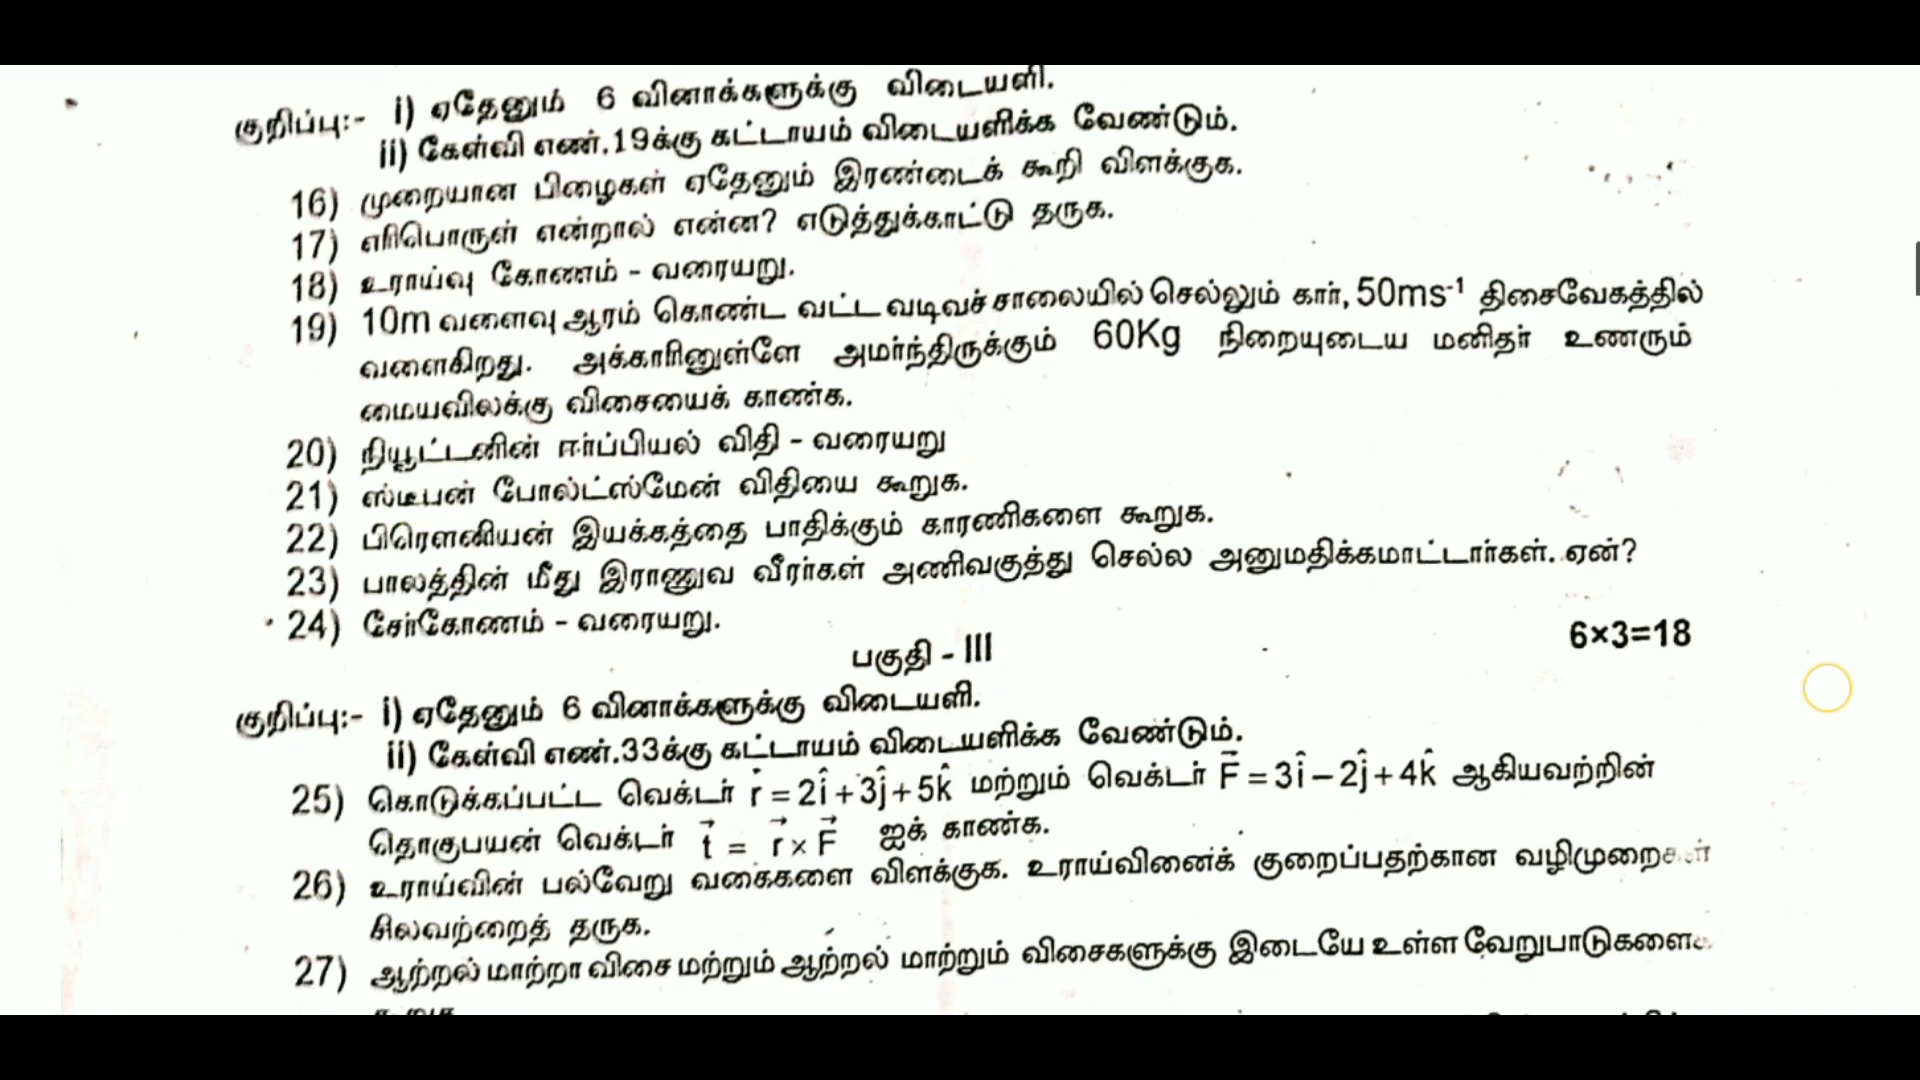 குறிப்பு:- i) ஏதேனும் 6 வினாக்களுக்கு விடையளி.
ii) கேள்வி எண்.19க்கு கட்டாயம் விடையளிக்க வேண்டும்.
16) முறையான பிழைகள் ஏதேனும் இரண்டைக் கூறி விளக்குக.
17) எரிபொருள் என்றால் என்ன? எடுத்துக்காட்டு தருக.
18) உராய்வு கோணம் - வரையறு.
19) 10m வளைவு ஆரம் கொண்ட வட்ட வடிவச் சாலையில் செல்லும் கார், 50ms⁻¹ திசைவேகத்தில்
வளைகிறது. அக்காரினுள்ளே அமர்ந்திருக்கும் 60Kg நிறையுடைய மனிதர் உணரும்
மையவிலக்கு விசையைக் காண்க.
20) நியூட்டனின் ஈர்ப்பியல் விதி - வரையறு
21) ஸ்டீபன் போல்ட்ஸ்மேன் விதியை கூறுக.
22) பிரௌனியன் இயக்கத்தை பாதிக்கும் காரணிகளை கூறுக.
23) பாலத்தின் மீது இராணுவ வீரர்கள் அணிவகுத்து செல்ல அனுமதிக்கமாட்டார்கள். ஏன்?
24) சேர்கோணம் - வரையறு.
6×3=18
பகுதி - III
குறிப்பு:- i) ஏதேனும் 6 வினாக்களுக்கு விடையளி.
ii) கேள்வி எண்.33க்கு கட்டாயம் விடையளிக்க வேண்டும்.
25) கொடுக்கப்பட்ட வெக்டர் r⃗ = 2î + 3ĵ + 5k̂ மற்றும் வெக்டர் F⃗ = 3î − 2ĵ + 4k̂ ஆகியவற்றின்
தொகுபயன் வெக்டர் t⃗ = r⃗ × F⃗ ஐக் காண்க.
26) உராய்வின் பல்வேறு வகைகளை விளக்குக. உராய்வினைக் குறைப்பதற்கான வழிமுறைகள்
சிலவற்றைத் தருக.
27) ஆற்றல் மாற்றா விசை மற்றும் ஆற்றல் மாற்றும் விசைகளுக்கு இடையே உள்ள வேறுபாடுகளைக்